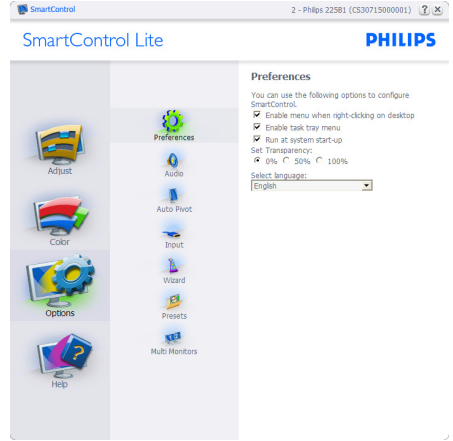 SmartControl
2 - Philips 225B1 (CS30715000001)
SmartControl Lite
PHILIPS
Adjust
Color
Options
Help
Preferences
Audio
Auto Pivot
Input
Wizard
Presets
Multi Monitors
Preferences
You can use the following options to configure
SmartControl.
Enable menu when right-clicking on desktop
Enable task tray menu
Run at system start-up
Set Transparency:
0% 50% 100%
Select language:
English